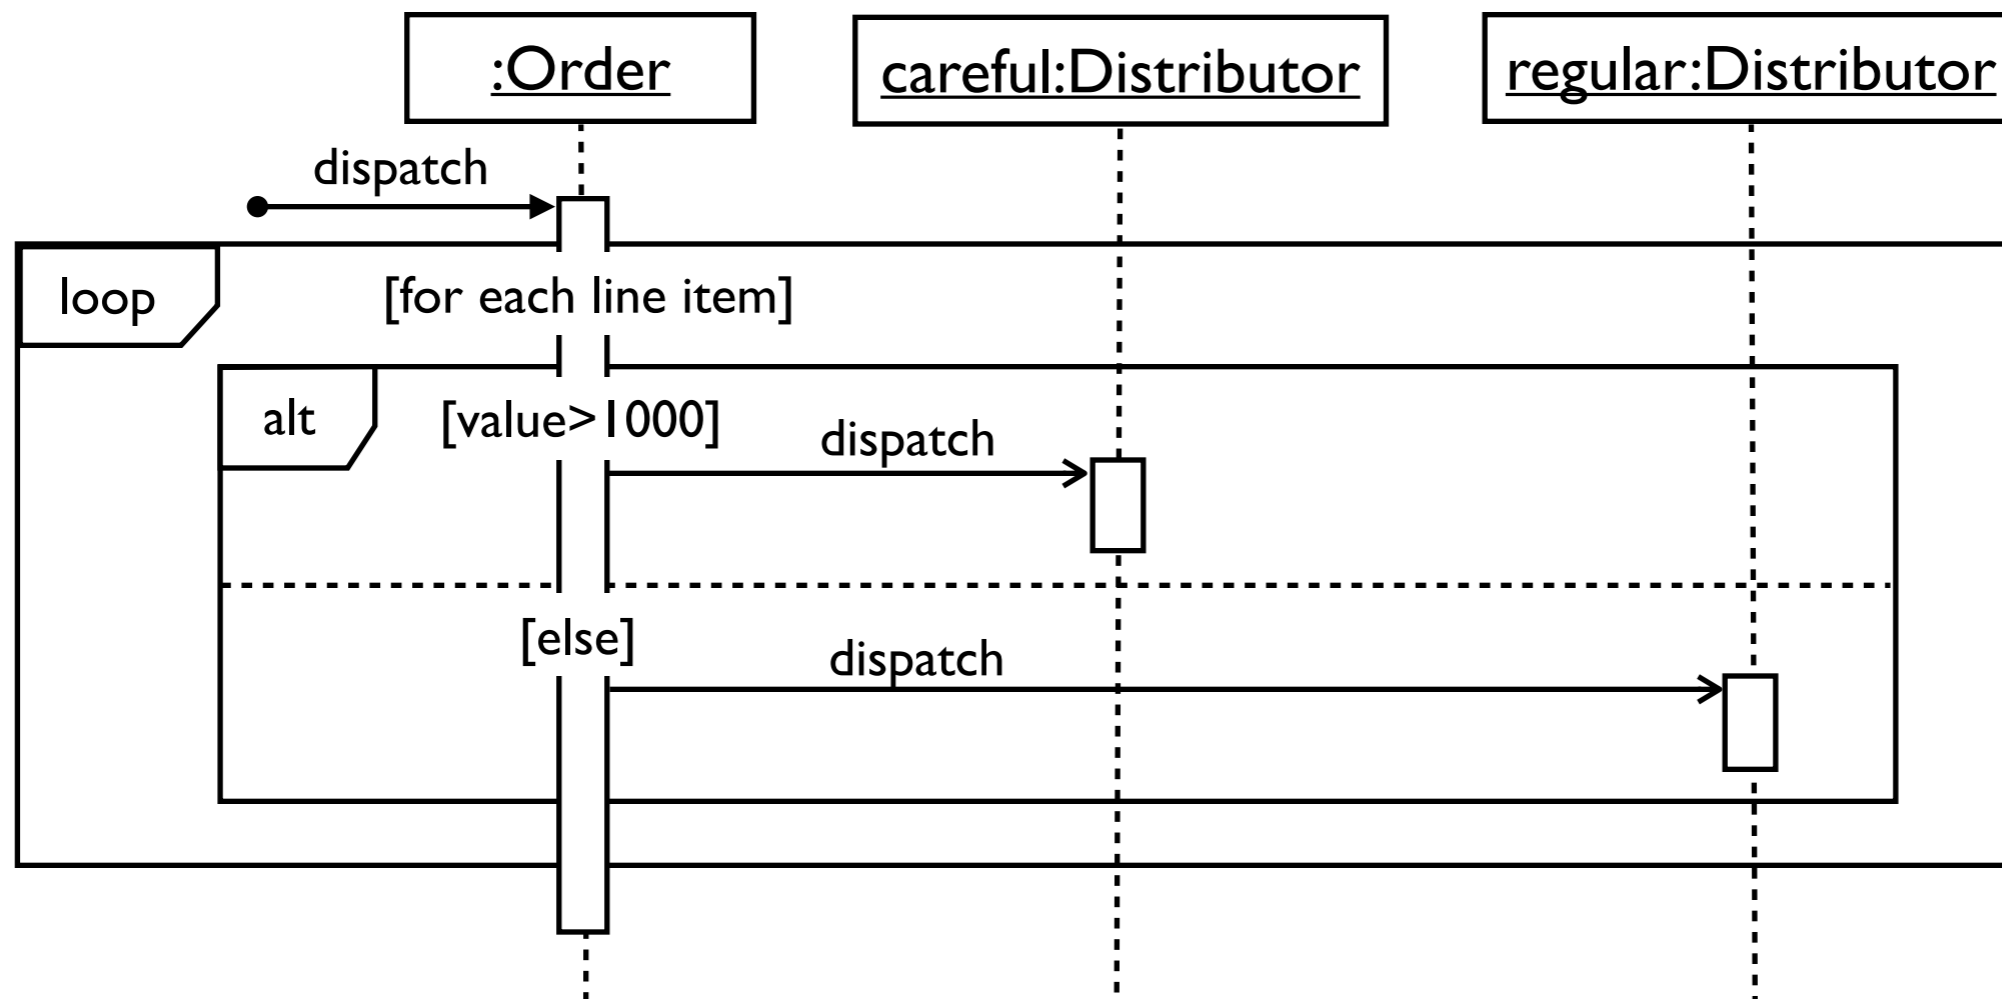 :Order
careful:Distributor
regular:Distributor
dispatch
loop
[for each line item]
alt
[value>1000]
dispatch
[else]
dispatch